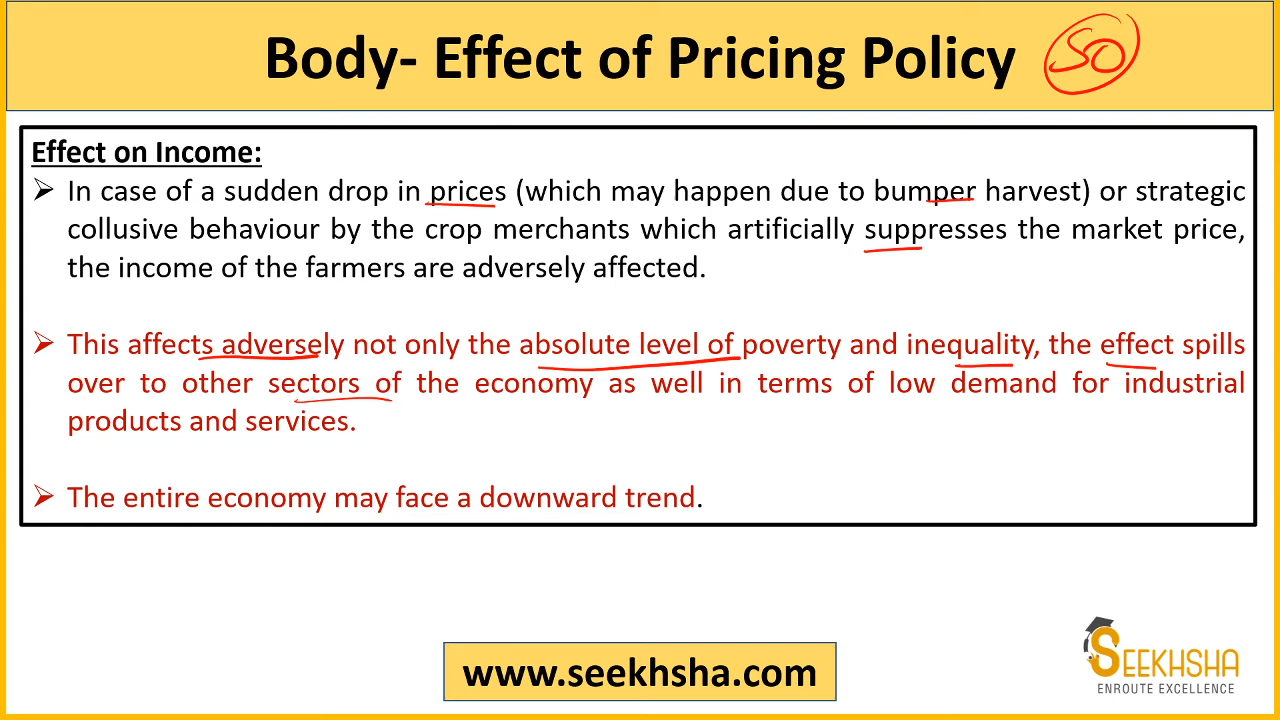 Body- Effect of Pricing Policy
50
Effect on Income:
➢ In case of a sudden drop in prices (which may happen due to bumper harvest) or strategic
collusive behaviour by the crop merchants which artificially suppresses the market price,
the income of the farmers are adversely affected.
➢ This affects adversely not only the absolute level of poverty and inequality, the effect spills
over to other sectors of the economy as well in terms of low demand for industrial
products and services.
➢ The entire economy may face a downward trend.
www.seekhsha.com
SEEKHSHA
ENROUTE EXCELLENCE